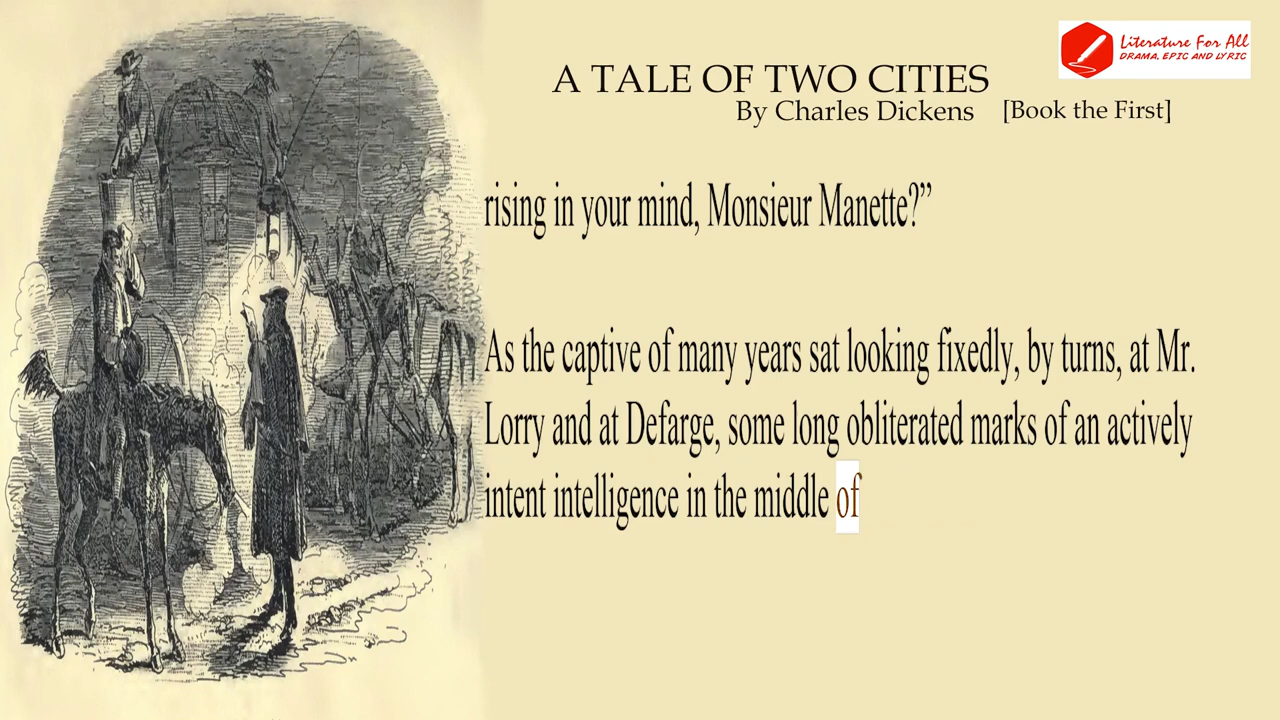 Literature For All
DRAMA, EPIC AND LYRIC
A TALE OF TWO CITIES
By Charles Dickens [Book the First]
rising in your mind, Monsieur Manette?”
As the captive of many years sat looking fixedly, by turns, at Mr.
Lorry and at Defarge, some long obliterated marks of an actively
intent intelligence in the middle of